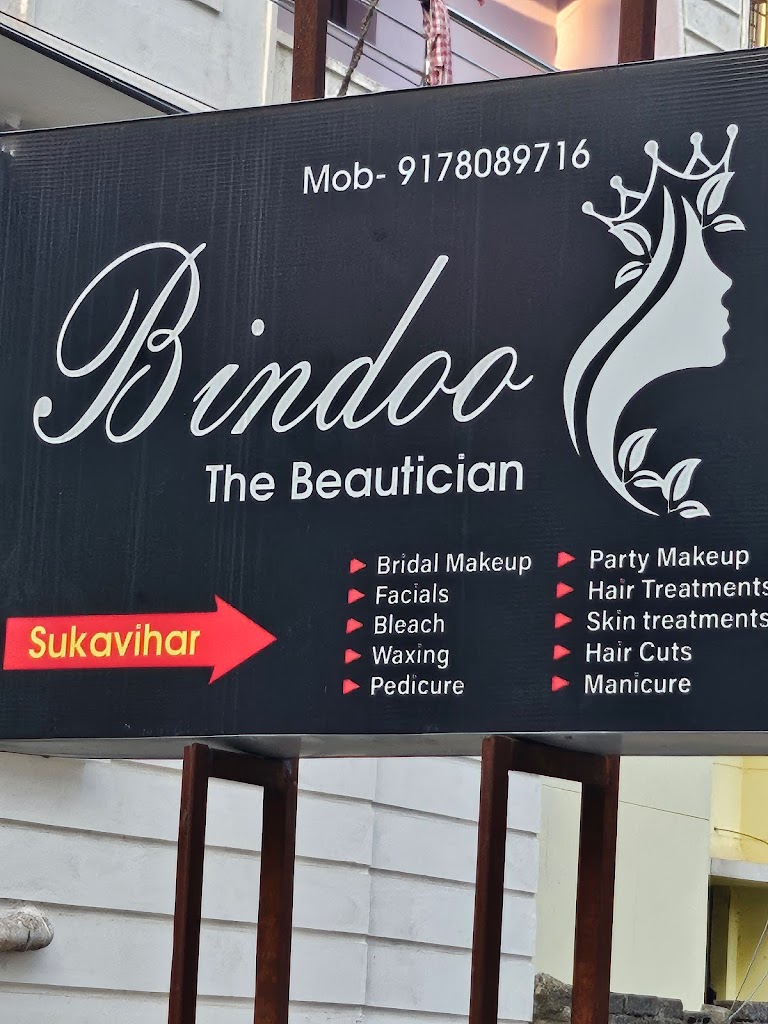 Mob- 9178089716
Bindoo
The Beautician
Sukavihar
Bridal Makeup
Facials
Bleach
Waxing
Pedicure
Party Makeup
Hair Treatments
Skin treatments
Hair Cuts
Manicure